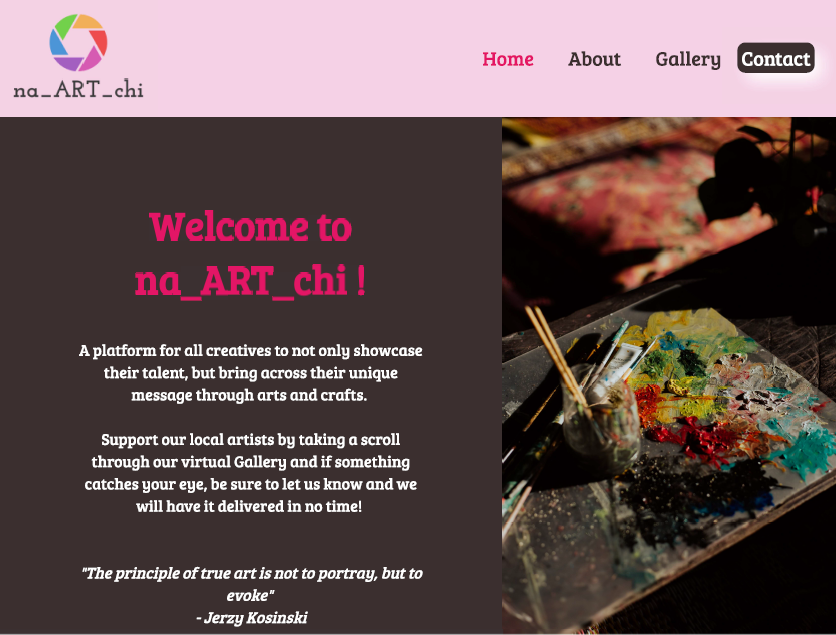 na_ART_chi
Home About Gallery Contact
Welcome to
na_ART_chi !
A platform for all creatives to not only showcase
their talent, but bring across their unique
message through arts and crafts.
Support our local artists by taking a scroll
through our virtual Gallery and if something
catches your eye, be sure to let us know and we
will have it delivered in no time!
"The principle of true art is not to portray, but to
evoke"
- Jerzy Kosinski